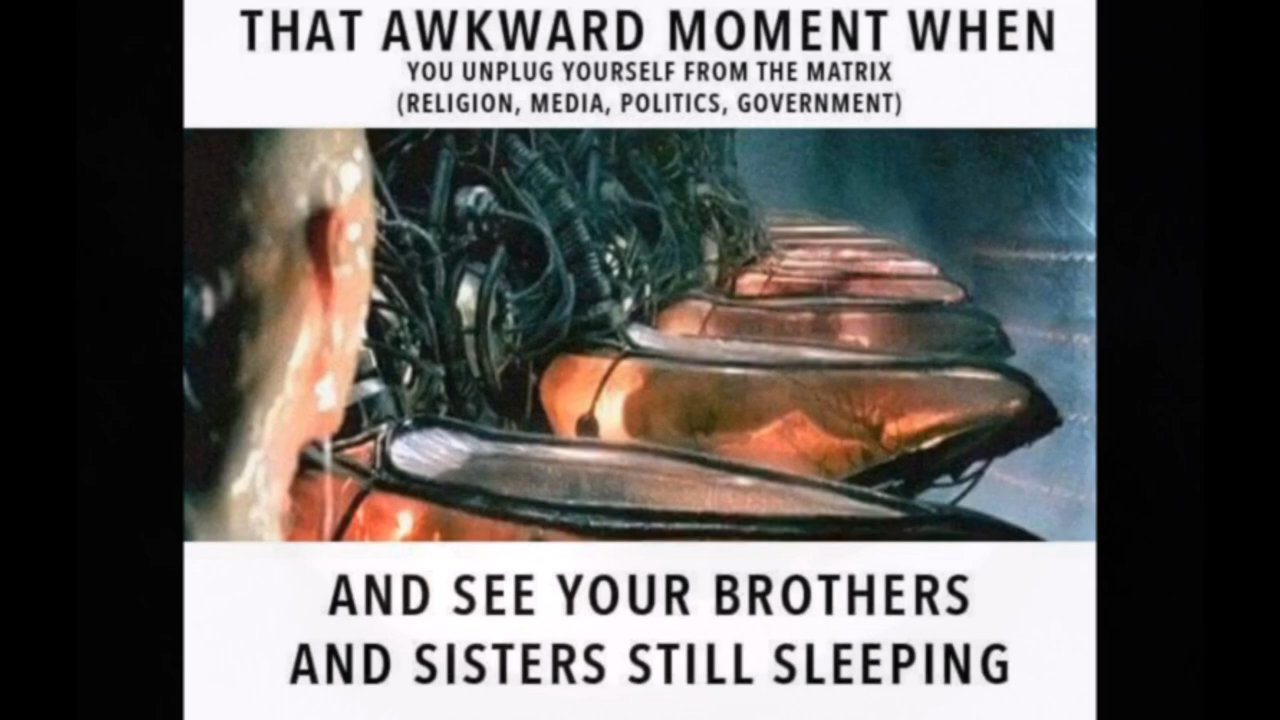 THAT AWKWARD MOMENT WHEN
YOU UNPLUG YOURSELF FROM THE MATRIX
(RELIGION, MEDIA, POLITICS, GOVERNMENT)
AND SEE YOUR BROTHERS
AND SISTERS STILL SLEEPING